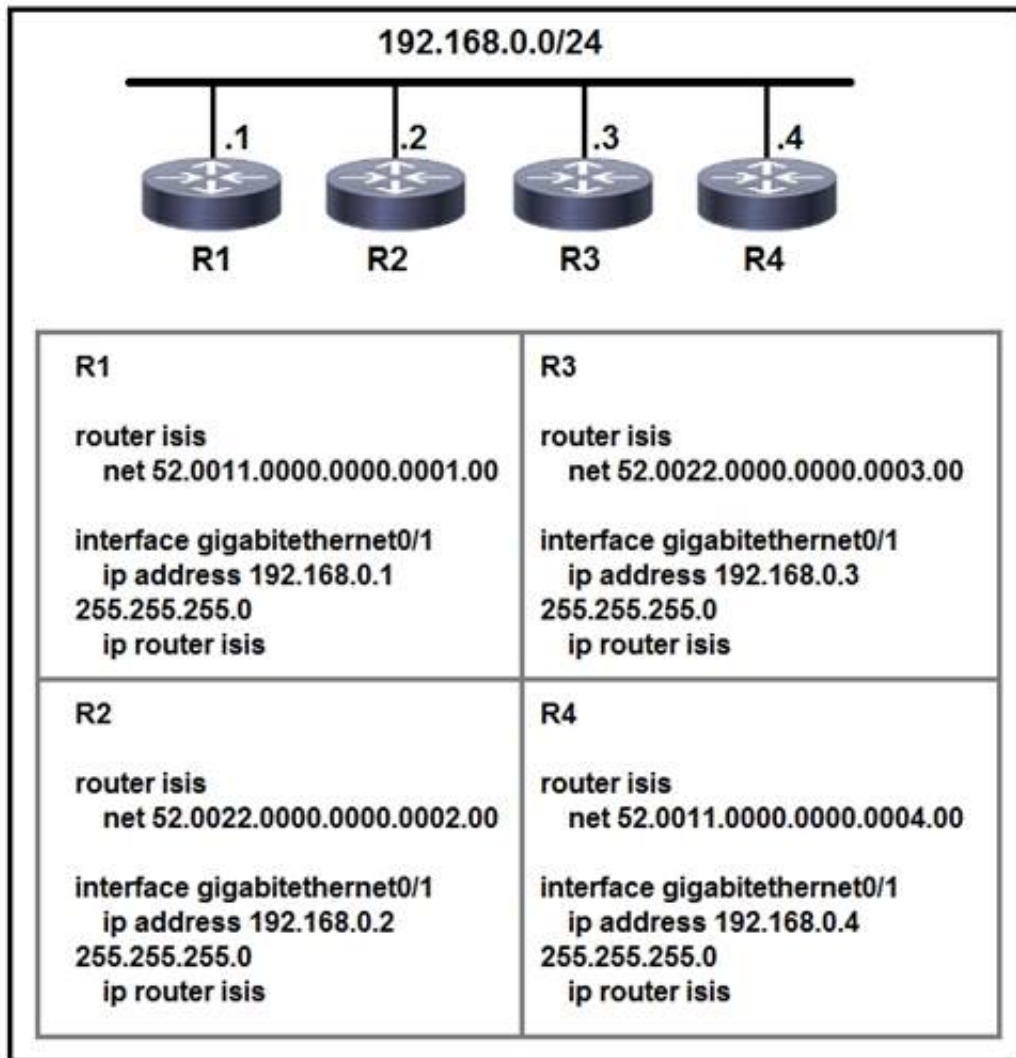 192.168.0.0/24
.1
.2
.3
.4
R1
R2
R3
R4
R1
router isis
net 52.0011.0000.0000.0001.00
interface gigabitethernet0/1
ip address 192.168.0.1
255.255.255.0
ip router isis
R3
router isis
net 52.0022.0000.0000.0003.00
interface gigabitethernet0/1
ip address 192.168.0.3
255.255.255.0
ip router isis
R2
router isis
net 52.0022.0000.0000.0002.00
interface gigabitethernet0/1
ip address 192.168.0.2
255.255.255.0
ip router isis
R4
router isis
net 52.0011.0000.0000.0004.00
interface gigabitethernet0/1
ip address 192.168.0.4
255.255.255.0
ip router isis